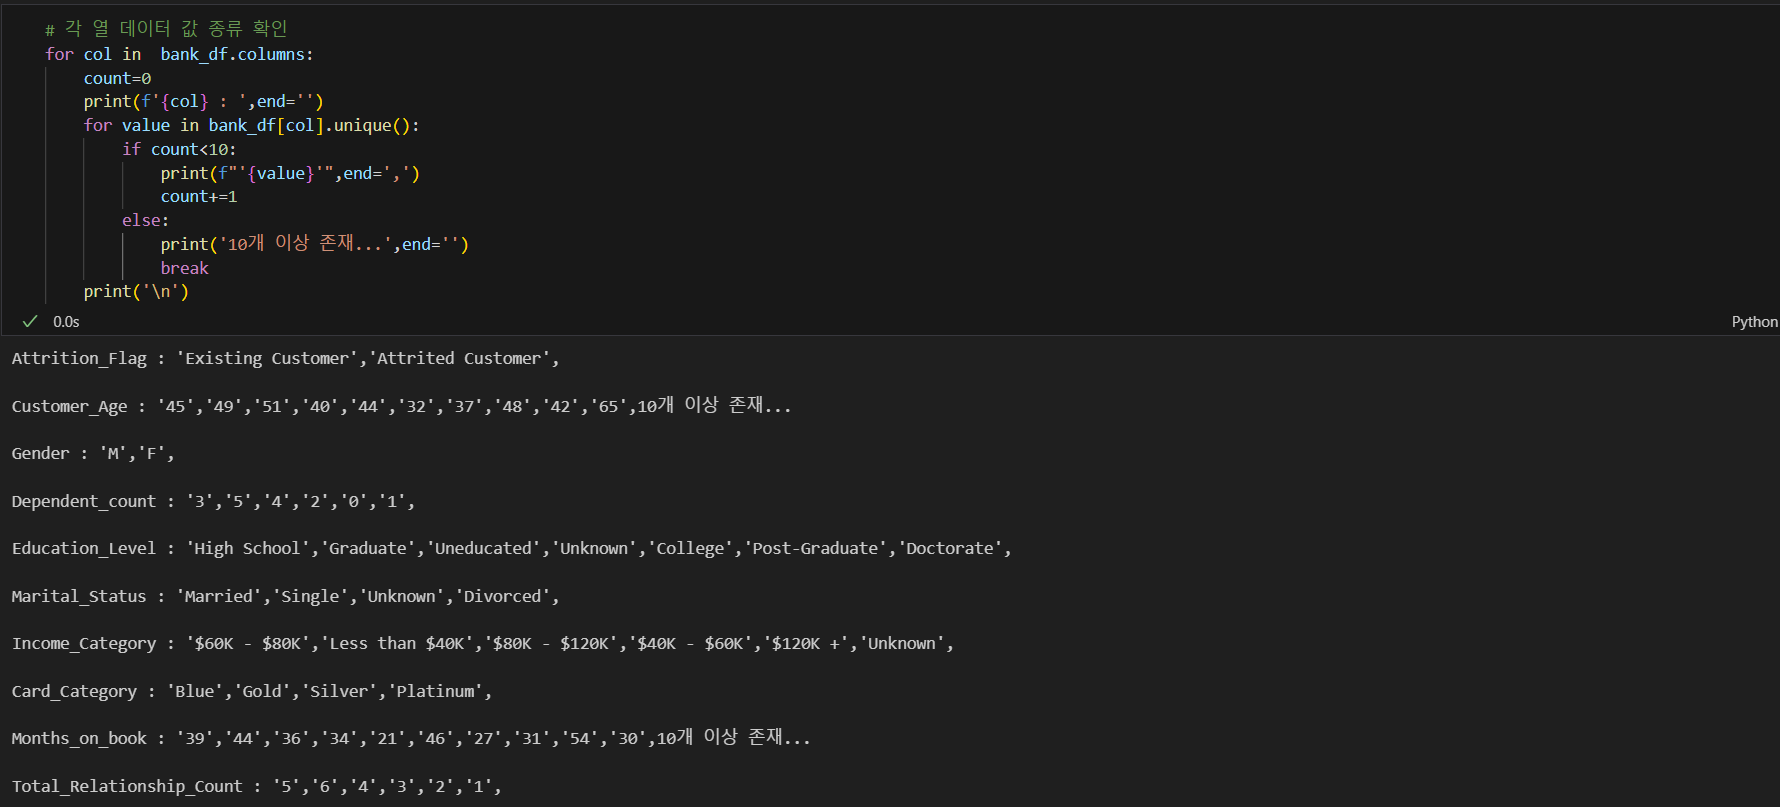 # 각 열 데이터 값 종류 확인
for col in  bank_df.columns:
    count=0
    print(f'{col} : ',end='')
    for value in bank_df[col].unique():
        if count<10:
            print(f"'{value}'",end=',')
            count+=1
        else:
            print('10개 이상 존재...',end='')
            break
    print('\n')
0.0s
Python
Attrition_Flag : 'Existing Customer','Attrited Customer',
Customer_Age : '45','49','51','40','44','32','37','48','42','65',10개 이상 존재...
Gender : 'M','F',
Dependent_count : '3','5','4','2','0','1',
Education_Level : 'High School','Graduate','Uneducated','Unknown','College','Post-Graduate','Doctorate',
Marital_Status : 'Married','Single','Unknown','Divorced',
Income_Category : '$60K - $80K','Less than $40K','$80K - $120K','$40K - $60K','$120K +','Unknown',
Card_Category : 'Blue','Gold','Silver','Platinum',
Months_on_book : '39','44','36','34','21','46','27','31','54','30',10개 이상 존재...
Total_Relationship_Count : '5','6','4','3','2','1',